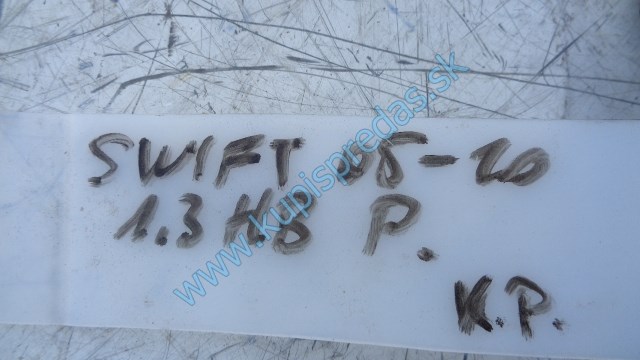 SWIFT 05-10
1.3 HB P.
K.P.
www.kupispredas.sk